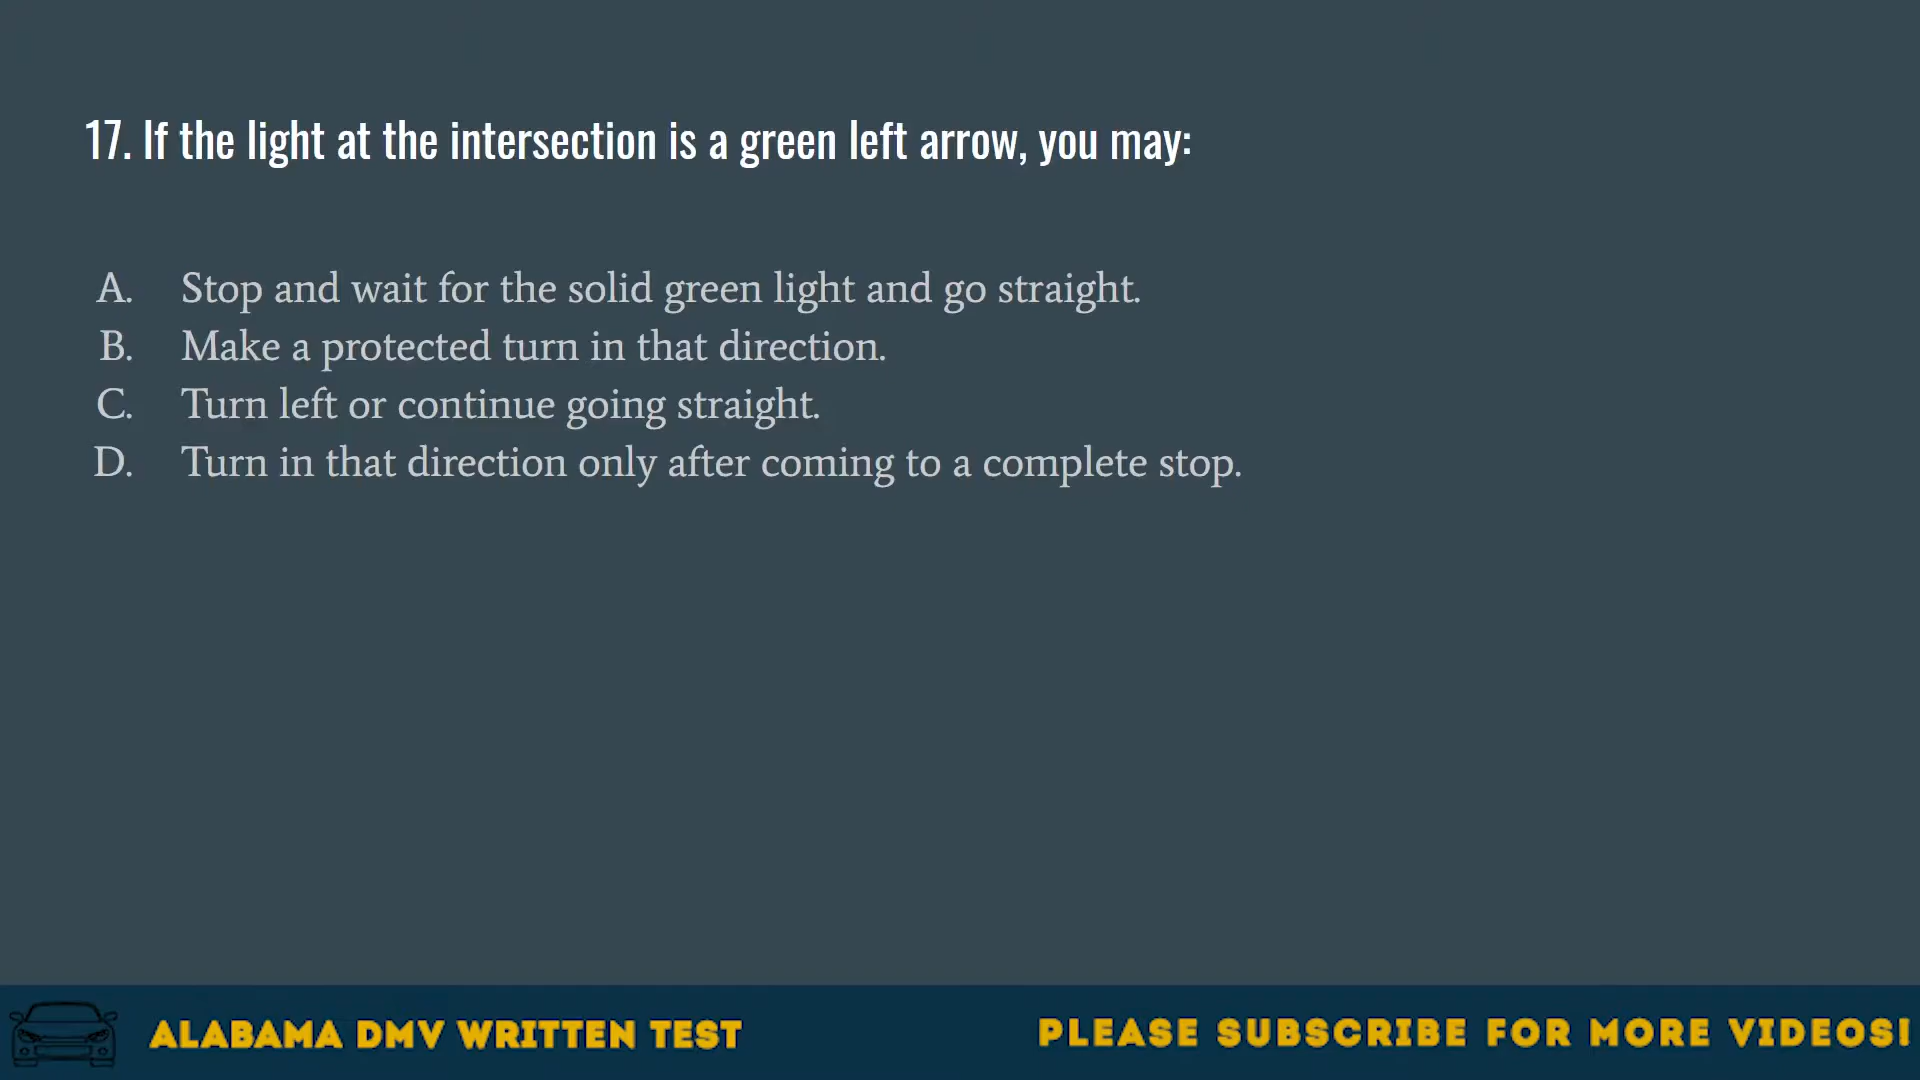 17. If the light at the intersection is a green left arrow, you may:
A. Stop and wait for the solid green light and go straight.
B. Make a protected turn in that direction.
C. Turn left or continue going straight.
D. Turn in that direction only after coming to a complete stop.
ALABAMA DMV WRITTEN TEST
PLEASE SUBSCRIBE FOR MORE VIDEOS!